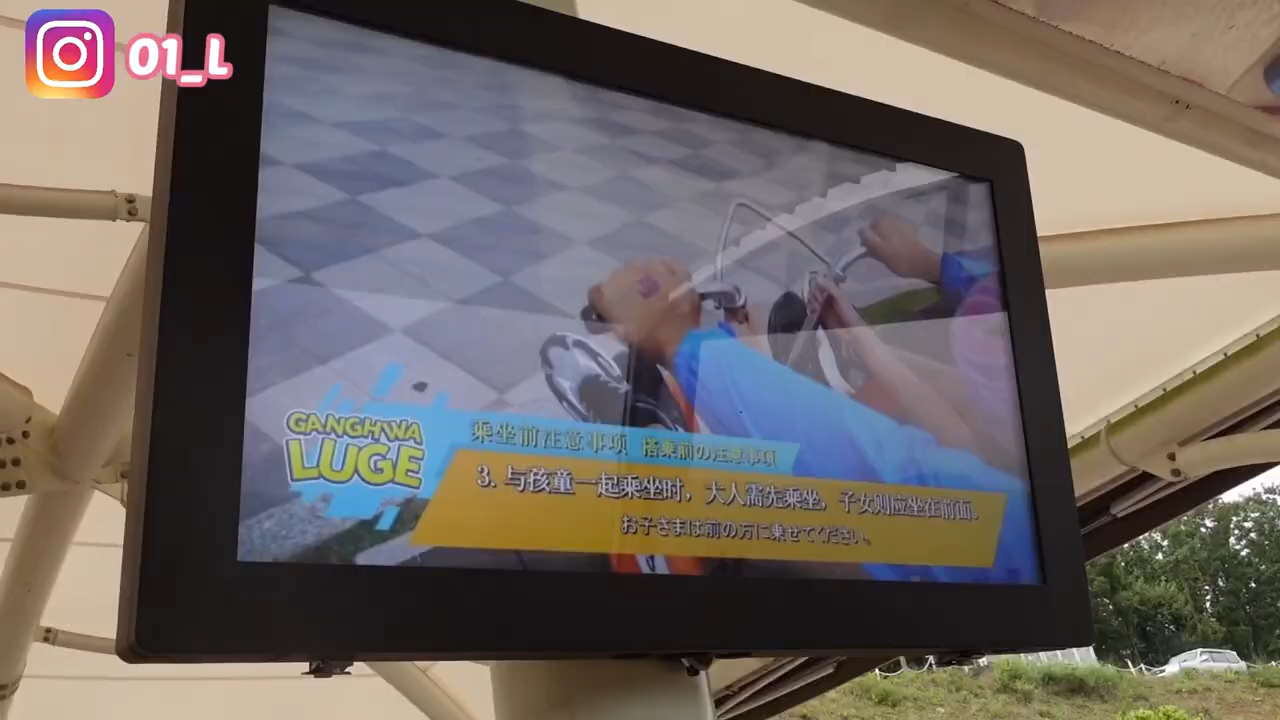 01_L
GANGHWA
LUGE
乘坐前注意事项 搭乗前の注意事項
3. 与孩童一起乘坐时，大人需先乘坐，子女则应坐在前面。
お子さまは前の方に乗せてください。